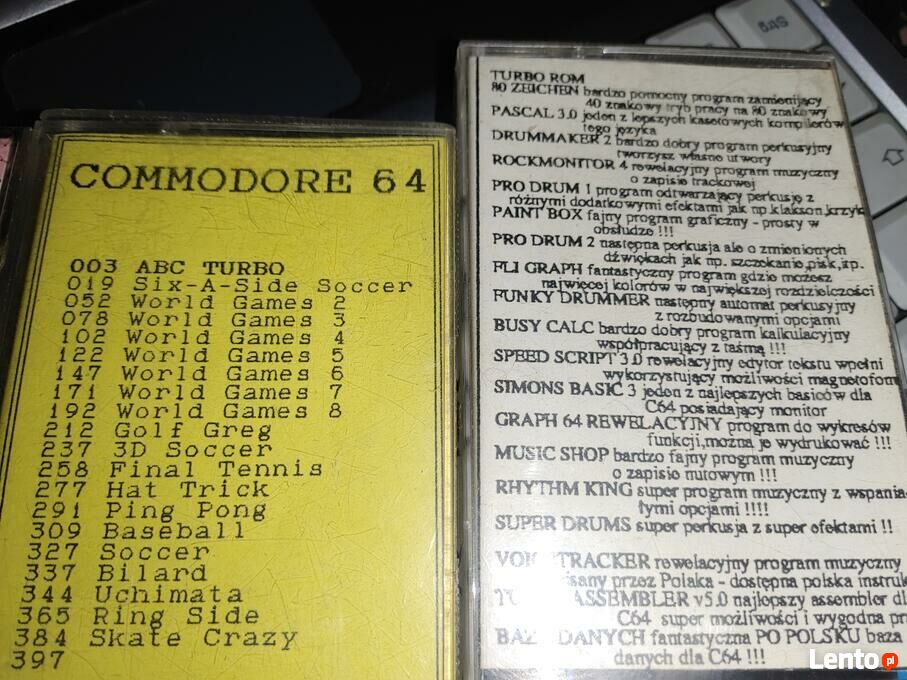 COMMODORE 64
003 ABC TURBO
019 Six-A-Side Soccer
052 World Games 2
078 World Games 3
102 World Games 4
122 World Games 5
147 World Games 6
171 World Games 7
192 World Games 8
212 Golf Greg
237 3D Soccer
258 Final Tennis
277 Hat Trick
291 Ping Pong
309 Baseball
327 Soccer
337 Bilard
344 Uchimata
365 Ring Side
384 Skate Crazy
397
TURBO ROM
80 ZEICHEN bardzo pomocny program zamienijący
40 znakowy tryb pracy na 80 znakowy
PASCAL 3.0 jeden z lepszych kasetowych kompilerów
tego języka
DRUMMAKER 2 bardzo dobry program perkusyjny
tworzysz własne utwory
ROCKMONITOR 4 rewelacyjny program muzyczny
o zapisie trackowej
PRO DRUM 1 program odtwarzający perkusję z
różnymi dodatkowymi efektami jak np.klakson,krzyk
PAINT BOX fajny program graficzny - prosty w
obsłudze !!!
PRO DRUM 2 następna perkusja ale o zmienionych
dźwiękach jak np. szczekanie,pisk,itp.
FLI GRAPH fantastyczny program gdzie możesz
najwięcej kolorów w największej rozdzielczości
FUNKY DRUMMER następny automat perkusyjny
z rozbudowanymi opcjami
BUSY CALC bardzo dobry program kalkulacyjny
współpracujący z taśmą !!!
SPEED SCRIPT 3.0 rewelacyjny edytor tekstu wpełni
wykorzystujący możliwości magnetofonu
SIMONS BASIC 3 jeden z najlepszych basiców dla
C64 posiadający monitor
GRAPH 64 REWELACYJNY program do wykresów
funkcji,można je wydrukować !!!
MUSIC SHOP bardzo fajny program muzyczny
o zapisie nutowym !!!
RHYTHM KING super program muzyczny z wspania-
łymi opcjami !!!!
SUPER DRUMS super perkusja z super efektami !!
TRACKER rewelacyjny program muzyczny
isany przez Polaka - dostępna polska instruk
ASSEMBLER v5.0 najlepszy assembler dl
C64 super możliwości i wygodna pr
BAZA DANYCH fantastyczna PO POLSKU baza
danych dla C64 !!!
Strg
Lento.pl